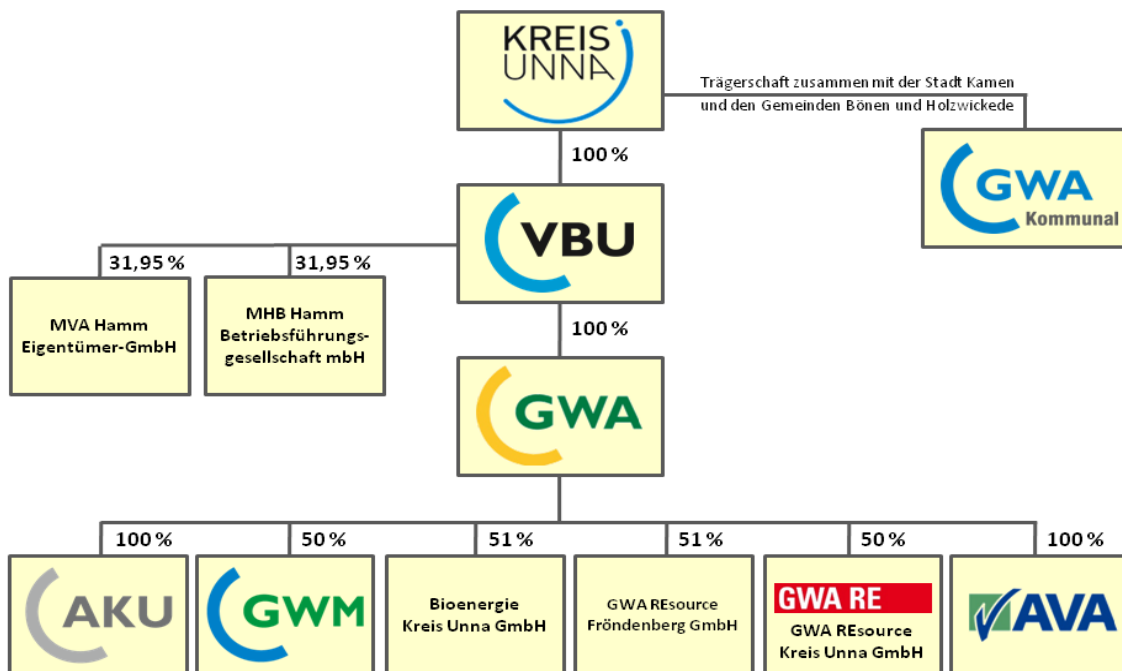 KREIS
UNNA
Trägerschaft zusammen mit der Stadt Kamen
und den Gemeinden Bönen und Holzwickede
100 %
GWA
Kommunal
VBU
31,95 %
31,95 %
MVA Hamm
Eigentümer-GmbH
MHB Hamm
Betriebsführungs-
gesellschaft mbH
100 %
GWA
100 %
50 %
51 %
51 %
50 %
100 %
AKU
GWM
Bioenergie
Kreis Unna GmbH
GWA REsource
Fröndenberg GmbH
GWA RE
GWA REsource
Kreis Unna GmbH
AVA